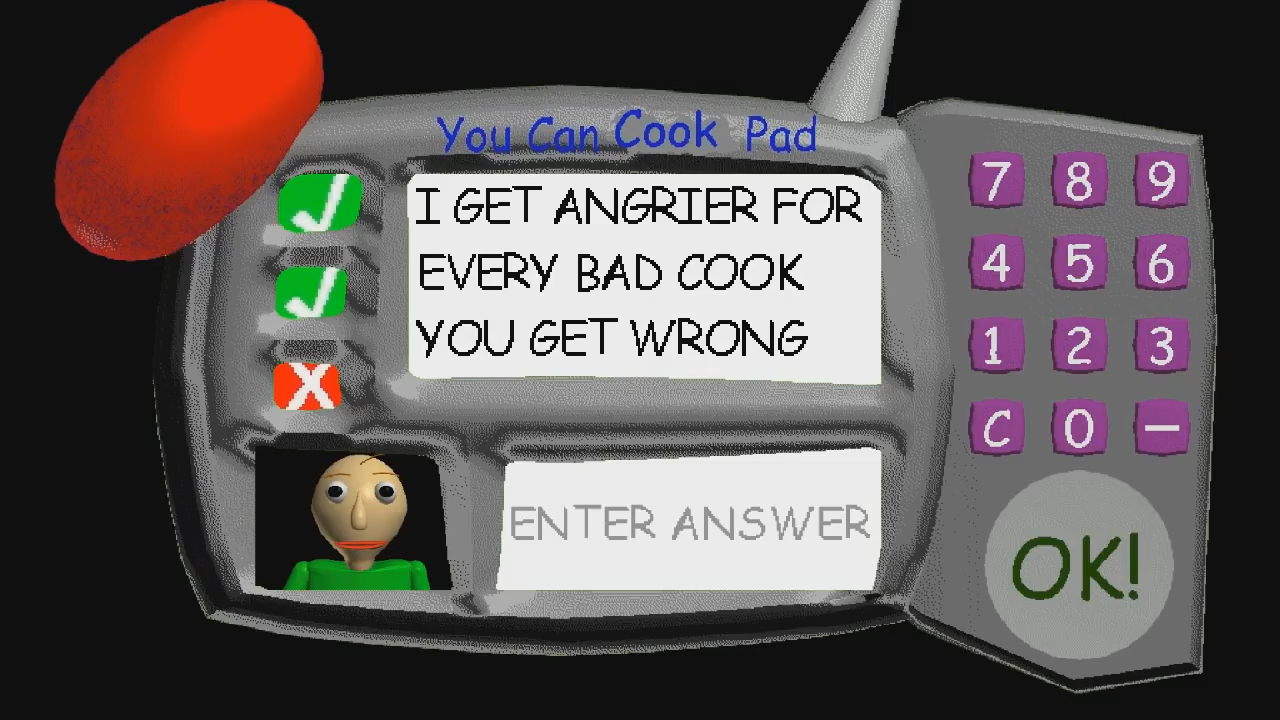 You Can Cook Pad
I GET ANGRIER FOR
EVERY BAD COOK
YOU GET WRONG
ENTER ANSWER
7 8 9
4 5 6
1 2 3
C 0 −
OK!